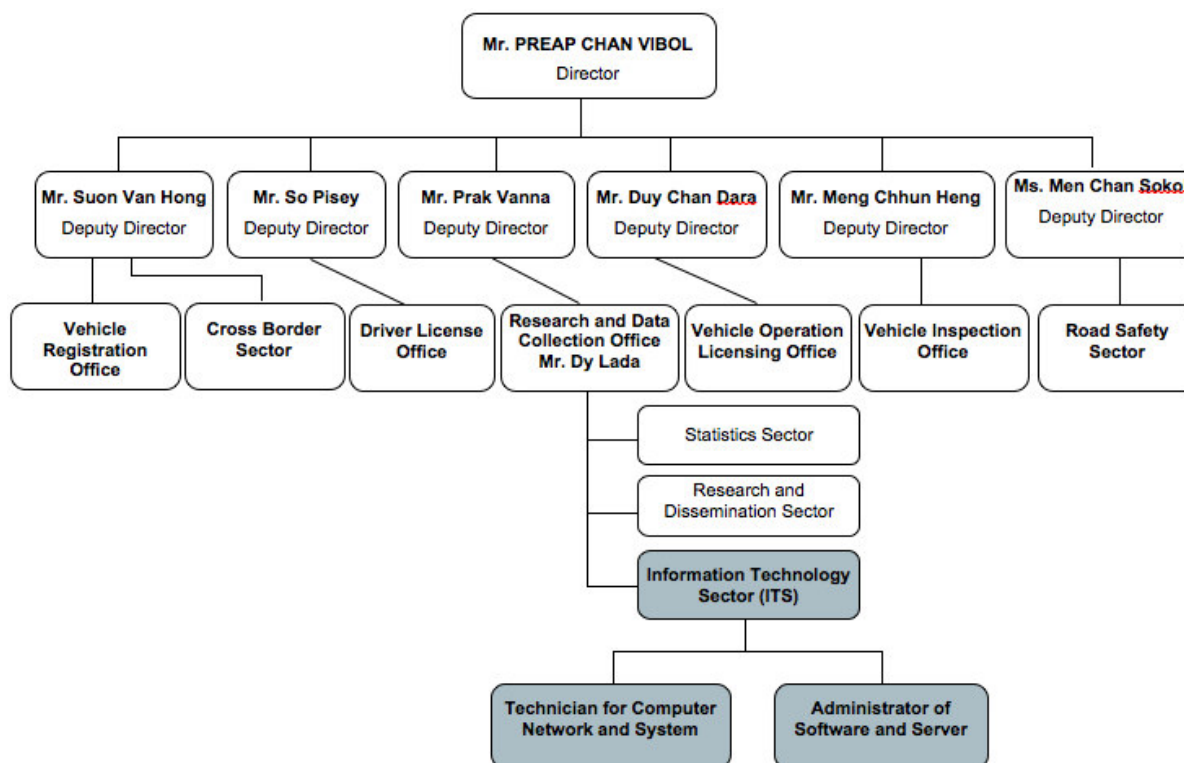 Mr. PREAP CHAN VIBOL
Director
Mr. Suon Van Hong
Deputy Director
Mr. So Pisey
Deputy Director
Mr. Prak Vanna
Deputy Director
Mr. Duy Chan Dara
Deputy Director
Mr. Meng Chhun Heng
Deputy Director
Ms. Men Chan Soko
Deputy Director
Vehicle
Registration
Office
Cross Border
Sector
Driver License
Office
Research and Data
Collection Office
Mr. Dy Lada
Vehicle Operation
Licensing Office
Vehicle Inspection
Office
Road Safety
Sector
Statistics Sector
Research and
Dissemination Sector
Information Technology
Sector (ITS)
Technician for Computer
Network and System
Administrator of
Software and Server